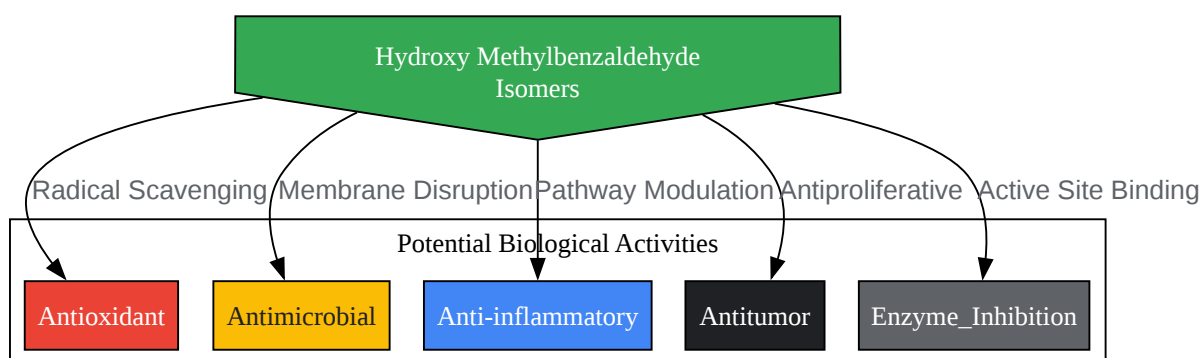 Hydroxy Methylbenzaldehyde
Isomers
Radical Scavenging
Membrane Disruption
Pathway Modulation
Antiproliferative
Active Site Binding
Potential Biological Activities
Antioxidant
Antimicrobial
Anti-inflammatory
Antitumor
Enzyme_Inhibition